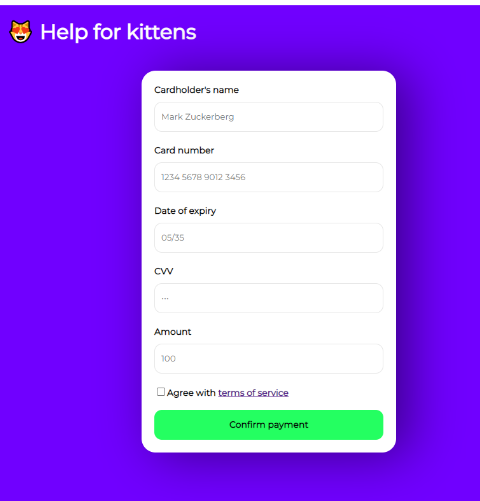 Help for kittens
Cardholder's name
Mark Zuckerberg
Card number
1234 5678 9012 3456
Date of expiry
05/35
CVV
...
Amount
100
Agree with terms of service
Confirm payment